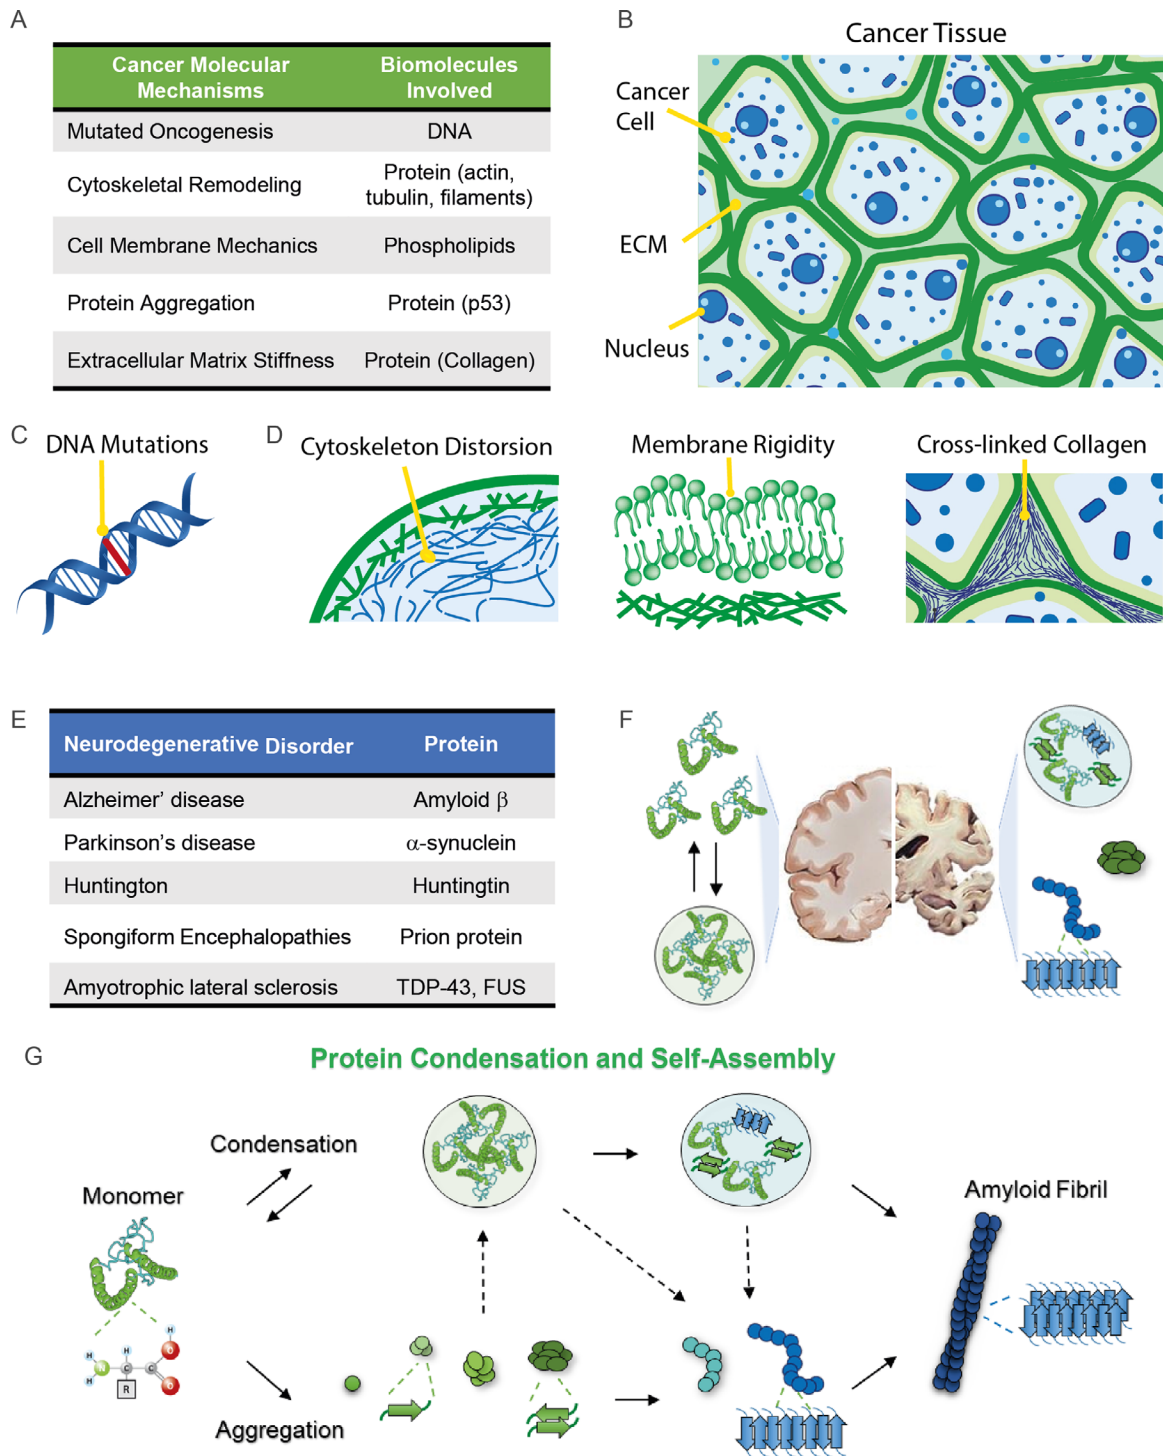 A
Cancer Molecular
Mechanisms
Biomolecules
Involved
Mutated Oncogenesis
DNA
Cytoskeletal Remodeling
Protein (actin,
tubulin, filaments)
Cell Membrane Mechanics
Phospholipids
Protein Aggregation
Protein (p53)
Extracellular Matrix Stiffness
Protein (Collagen)
B
Cancer Tissue
Cancer
Cell
ECM
Nucleus
C
DNA Mutations
D
Cytoskeleton Distorsion
Membrane Rigidity
Cross-linked Collagen
E
Neurodegenerative Disorder
Protein
Alzheimer' disease
Amyloid β
Parkinson's disease
α-synuclein
Huntington
Huntingtin
Spongiform Encephalopathies
Prion protein
Amyotrophic lateral sclerosis
TDP-43, FUS
F
G
Protein Condensation and Self-Assembly
Condensation
Monomer
Amyloid Fibril
H
H
H
O
N
C
C
H
R
O
Aggregation